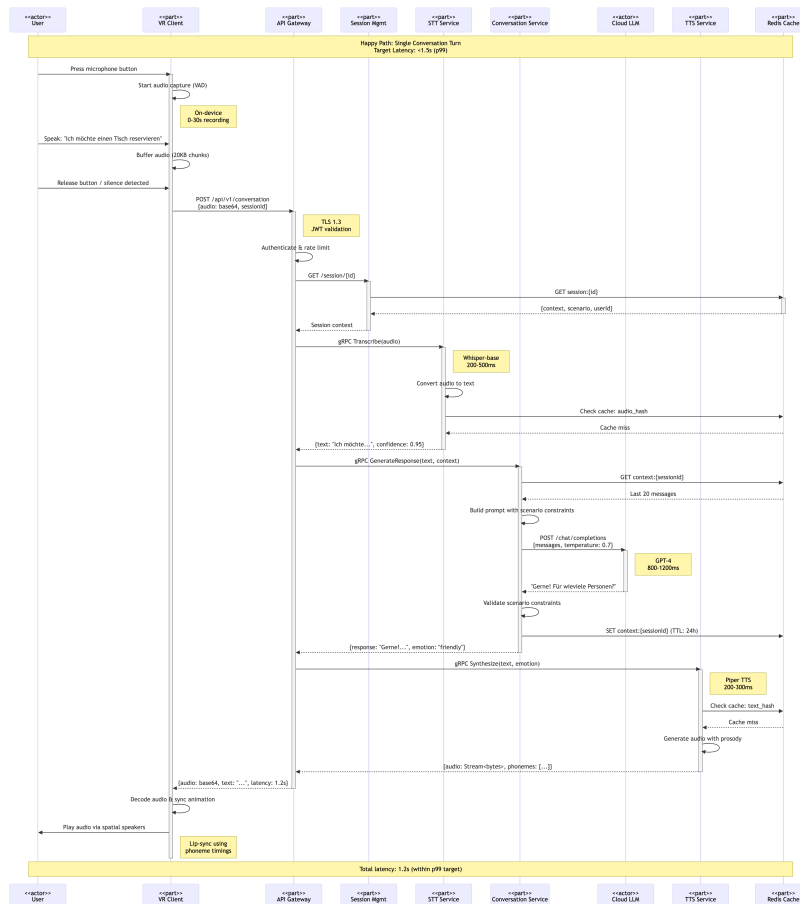 <<actor>>
User
<<part>>
VR Client
<<part>>
API Gateway
<<part>>
Session Mgmt
<<part>>
STT Service
<<part>>
Conversation Service
<<part>>
Cloud LLM
<<part>>
TTS Service
<<part>>
Redis Cache
Happy Path: Single Conversation Turn
Target Latency: <1.5s (p99)
Press microphone button
Start audio capture (VAD)
On-device
0-30s recording
Speak: "Ich möchte einen Tisch reservieren"
Buffer audio (20KB chunks)
Release button / silence detected
POST /api/v1/conversation
{audio: base64, sessionId}
TLS 1.3
JWT validation
Authenticate & rate limit
GET /session/{id}
GET session:{id}
{context, scenario, userId}
Session context
gRPC Transcribe(audio)
Whisper-base
200-500ms
Convert audio to text
Check cache: audio_hash
Cache miss
{text: "Ich möchte...", confidence: 0.95}
gRPC GenerateResponse(text, context)
GET context:{sessionId}
Last 20 messages
Build prompt with scenario constraints
POST /chat/completions
{messages, temperature: 0.7}
GPT-4
800-1200ms
"Gerne! Für wieviele Personen?"
Validate scenario constraints
SET context:{sessionId} (TTL: 24h)
{response: "Gerne!...", emotion: "friendly"}
gRPC Synthesize(text, emotion)
Piper TTS
200-300ms
Check cache: text_hash
Cache miss
Generate audio with prosody
{audio: Stream<bytes>, phonemes: [...]}
{audio: base64, text: "...", latency: 1.2s}
Decode audio & sync animation
Play audio via spatial speakers
Lip-sync using
phoneme timings
Total latency: 1.2s (within p99 target)
<<actor>>
User
<<part>>
VR Client
<<part>>
API Gateway
<<part>>
Session Mgmt
<<part>>
STT Service
<<part>>
Conversation Service
<<part>>
Cloud LLM
<<part>>
TTS Service
<<part>>
Redis Cache